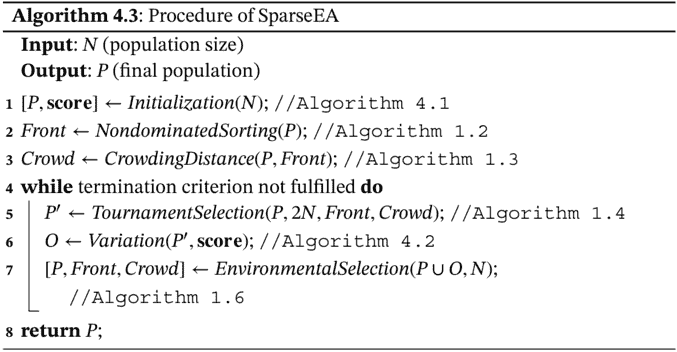 Algorithm 4.3: Procedure of SparseEA
Input: N (population size)
Output: P (final population)
1 [P, score] ← Initialization(N); //Algorithm 4.1
2 Front ← NondominatedSorting(P); //Algorithm 1.2
3 Crowd ← CrowdingDistance(P, Front); //Algorithm 1.3
4 while termination criterion not fulfilled do
5 P′ ← TournamentSelection(P, 2N, Front, Crowd); //Algorithm 1.4
6 O ← Variation(P′, score); //Algorithm 4.2
7 [P, Front, Crowd] ← EnvironmentalSelection(P ∪ O, N);
//Algorithm 1.6
8 return P;